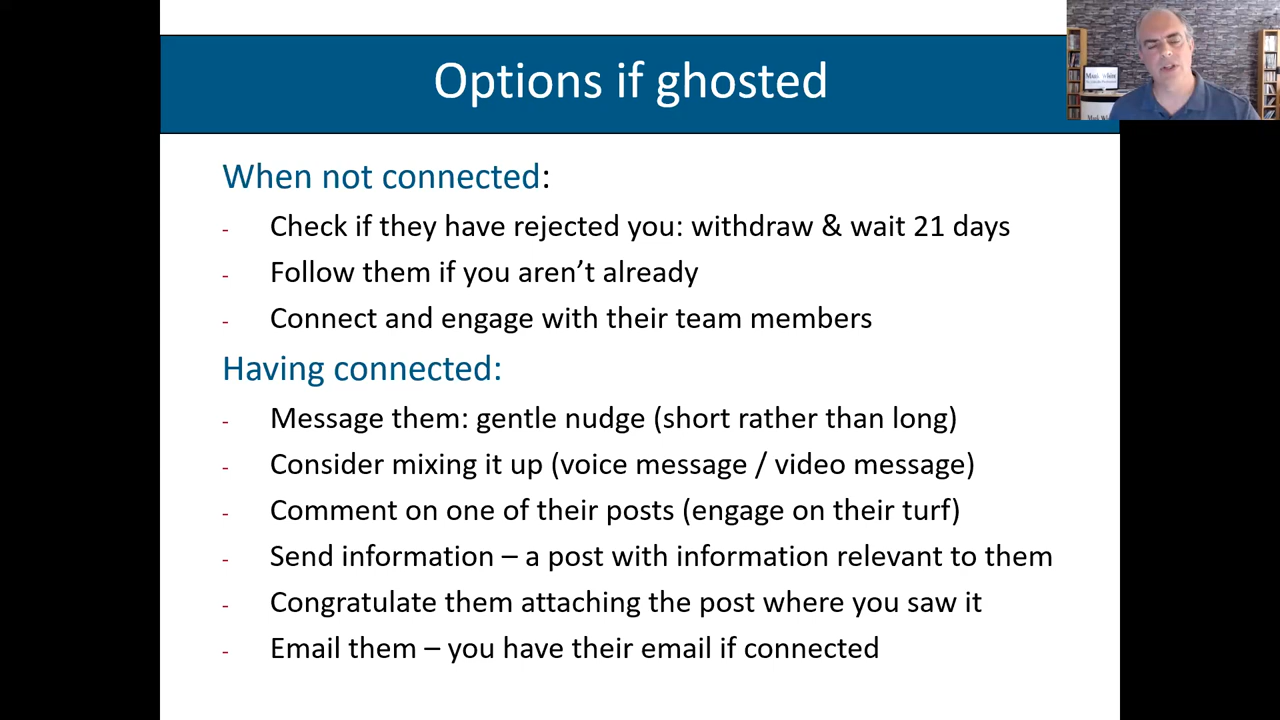 Options if ghosted
When not connected:
- Check if they have rejected you: withdraw & wait 21 days
- Follow them if you aren’t already
- Connect and engage with their team members
Having connected:
- Message them: gentle nudge (short rather than long)
- Consider mixing it up (voice message / video message)
- Comment on one of their posts (engage on their turf)
- Send information – a post with information relevant to them
- Congratulate them attaching the post where you saw it
- Email them – you have their email if connected